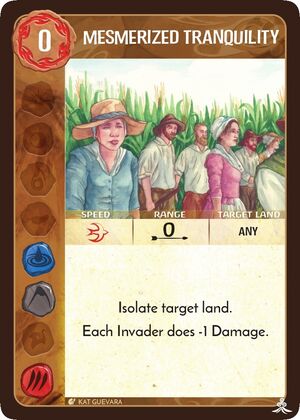 0 MESMERIZED TRANQUILITY
SPEED RANGE TARGET LAND
0 ANY
Isolate target land.
Each Invader does -1 Damage.
KAT GUEVARA